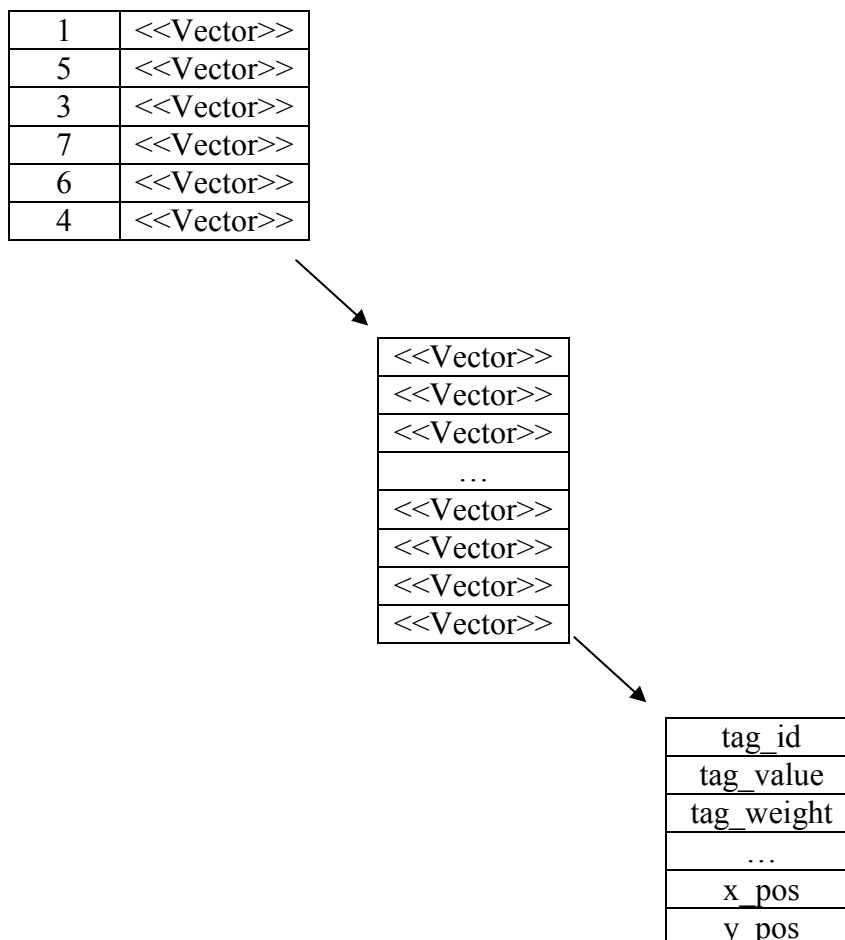 1 <<Vector>>
5 <<Vector>>
3 <<Vector>>
7 <<Vector>>
6 <<Vector>>
4 <<Vector>>
<<Vector>>
<<Vector>>
<<Vector>>
…
<<Vector>>
<<Vector>>
<<Vector>>
<<Vector>>
tag_id
tag_value
tag_weight
…
x_pos
y_pos